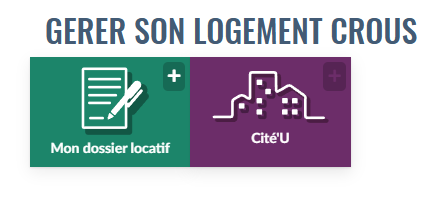 GERER SON LOGEMENT CROUS
+ +
Mon dossier locatif
Cité'U